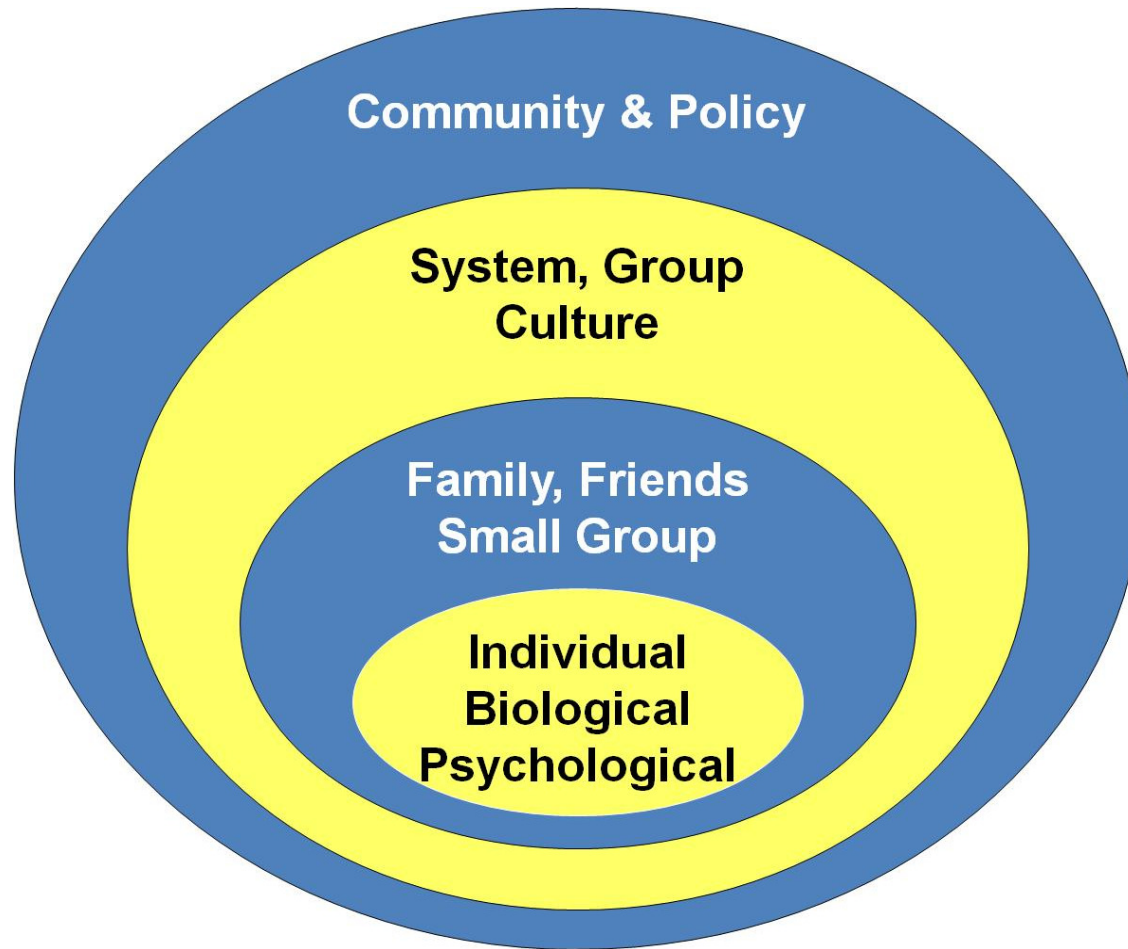 Community & Policy
System, Group
Culture
Family, Friends
Small Group
Individual
Biological
Psychological